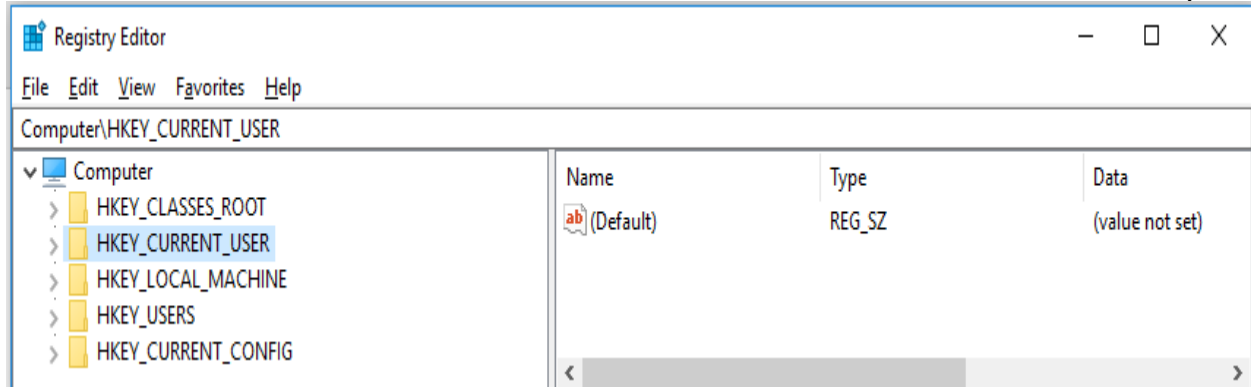 Registry Editor
File Edit View Favorites Help
Computer\HKEY_CURRENT_USER
Computer
HKEY_CLASSES_ROOT
HKEY_CURRENT_USER
HKEY_LOCAL_MACHINE
HKEY_USERS
HKEY_CURRENT_CONFIG
Name Type Data
ab (Default) REG_SZ (value not set)